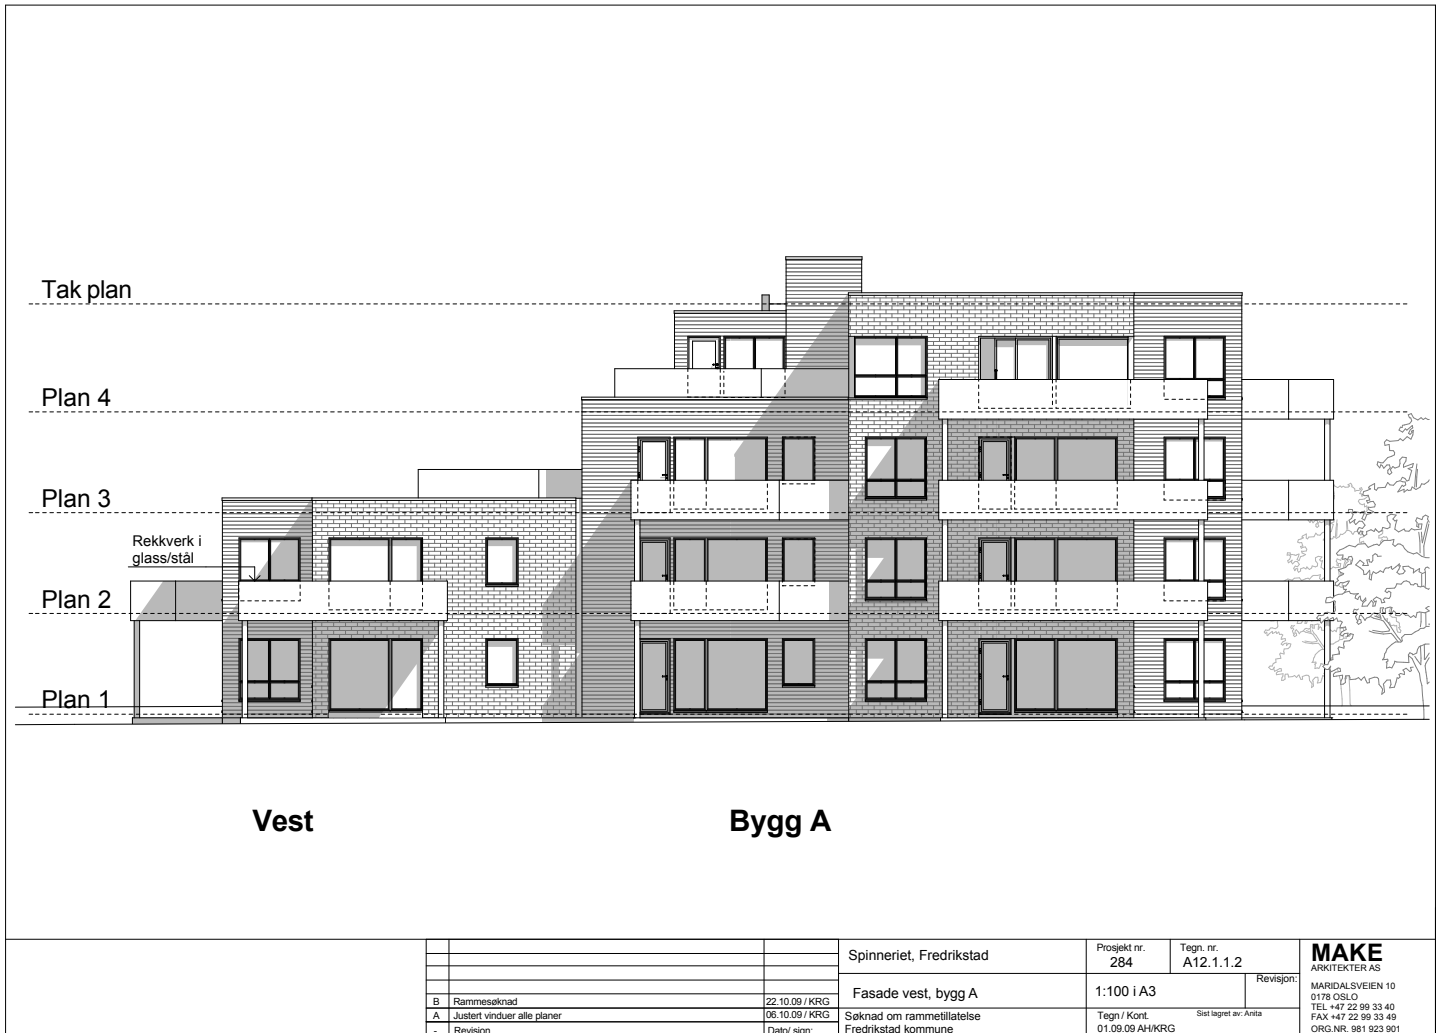 Tak plan
Plan 4
Plan 3
Rekkverk i
glass/stål
Plan 2
Plan 1
Vest
Bygg A
B Rammesøknad 22.10.09 / KRG
A Justert vinduer alle planer 06.10.09 / KRG
- Revisjon Dato/ sign:
Spinneriet, Fredrikstad
Fasade vest, bygg A
Søknad om rammetillatelse
Fredrikstad kommune
Prosjekt nr.
284
Tegn. nr.
A12.1.1.2
1:100 i A3
Revisjon:
Tegn / Kont.
01.09.09 AH/KRG
Sist lagret av: Anita
MAKE
ARKITEKTER AS
MARIDALSVEIEN 10
0178 OSLO
TEL +47 22 99 33 40
FAX +47 22 99 33 49
ORG.NR. 981 923 901